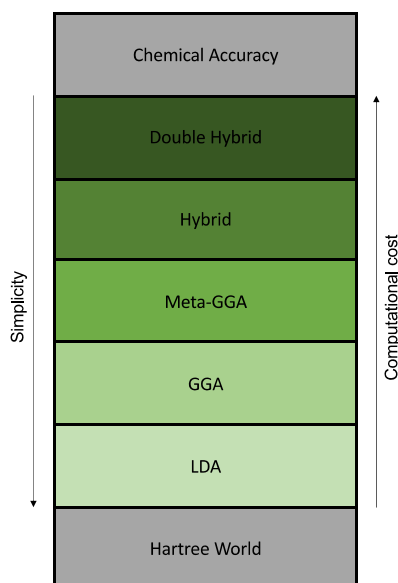 Chemical Accuracy
Double Hybrid
Hybrid
Meta-GGA
GGA
LDA
Hartree World
Simplicity
Computational cost